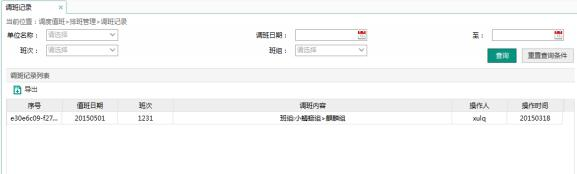 调班记录 ×
当前位置：调度值班»排班管理»调班记录
单位名称： 请选择 调班日期： 至：
班次： 请选择 班组： 请选择 查询 重置查询条件
调班记录列表
导出
序号 值班日期 班次 调班内容 操作人 操作时间
e30e6c09-f27... 20150501 1231 班组:小蝠蝠组>麒麟组 xulq 20150318